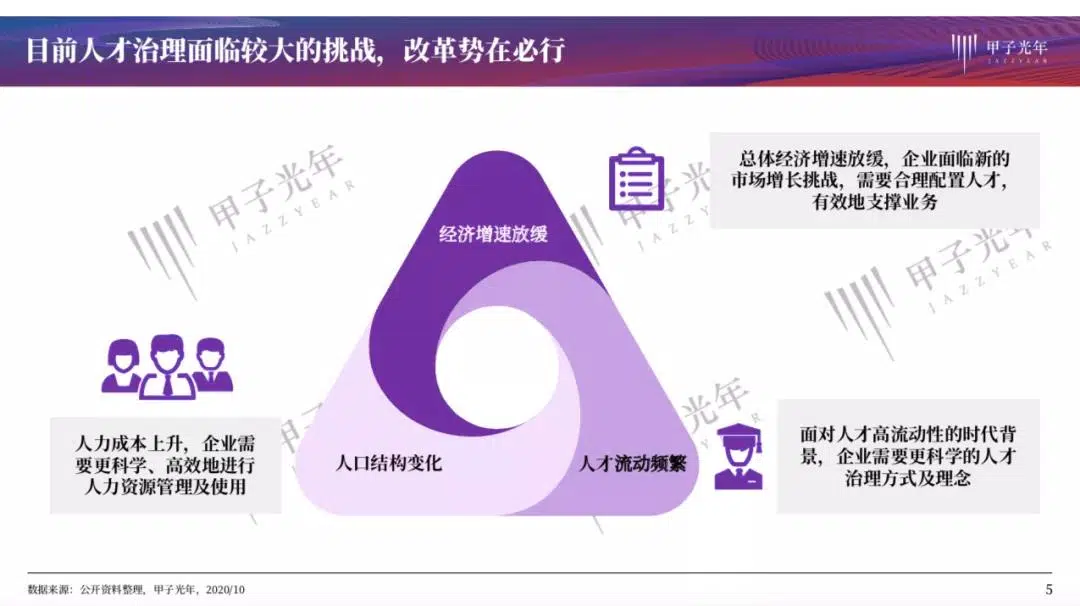 目前人才治理面临较大的挑战，改革势在必行
甲子光年
JAZZYEAR
总体经济增速放缓，企业面临新的
市场增长挑战，需要合理配置人才，
有效地支撑业务
经济增速放缓
人力成本上升，企业需
要更科学、高效地进行
人力资源管理及使用
人口结构变化
人才流动频繁
面对人才高流动性的时代背
景，企业需要更科学的人才
治理方式及理念
甲子光年
JAZZYEAR
甲子光年
JAZZYEAR
数据来源：公开资料整理，甲子光年，2020/10
5